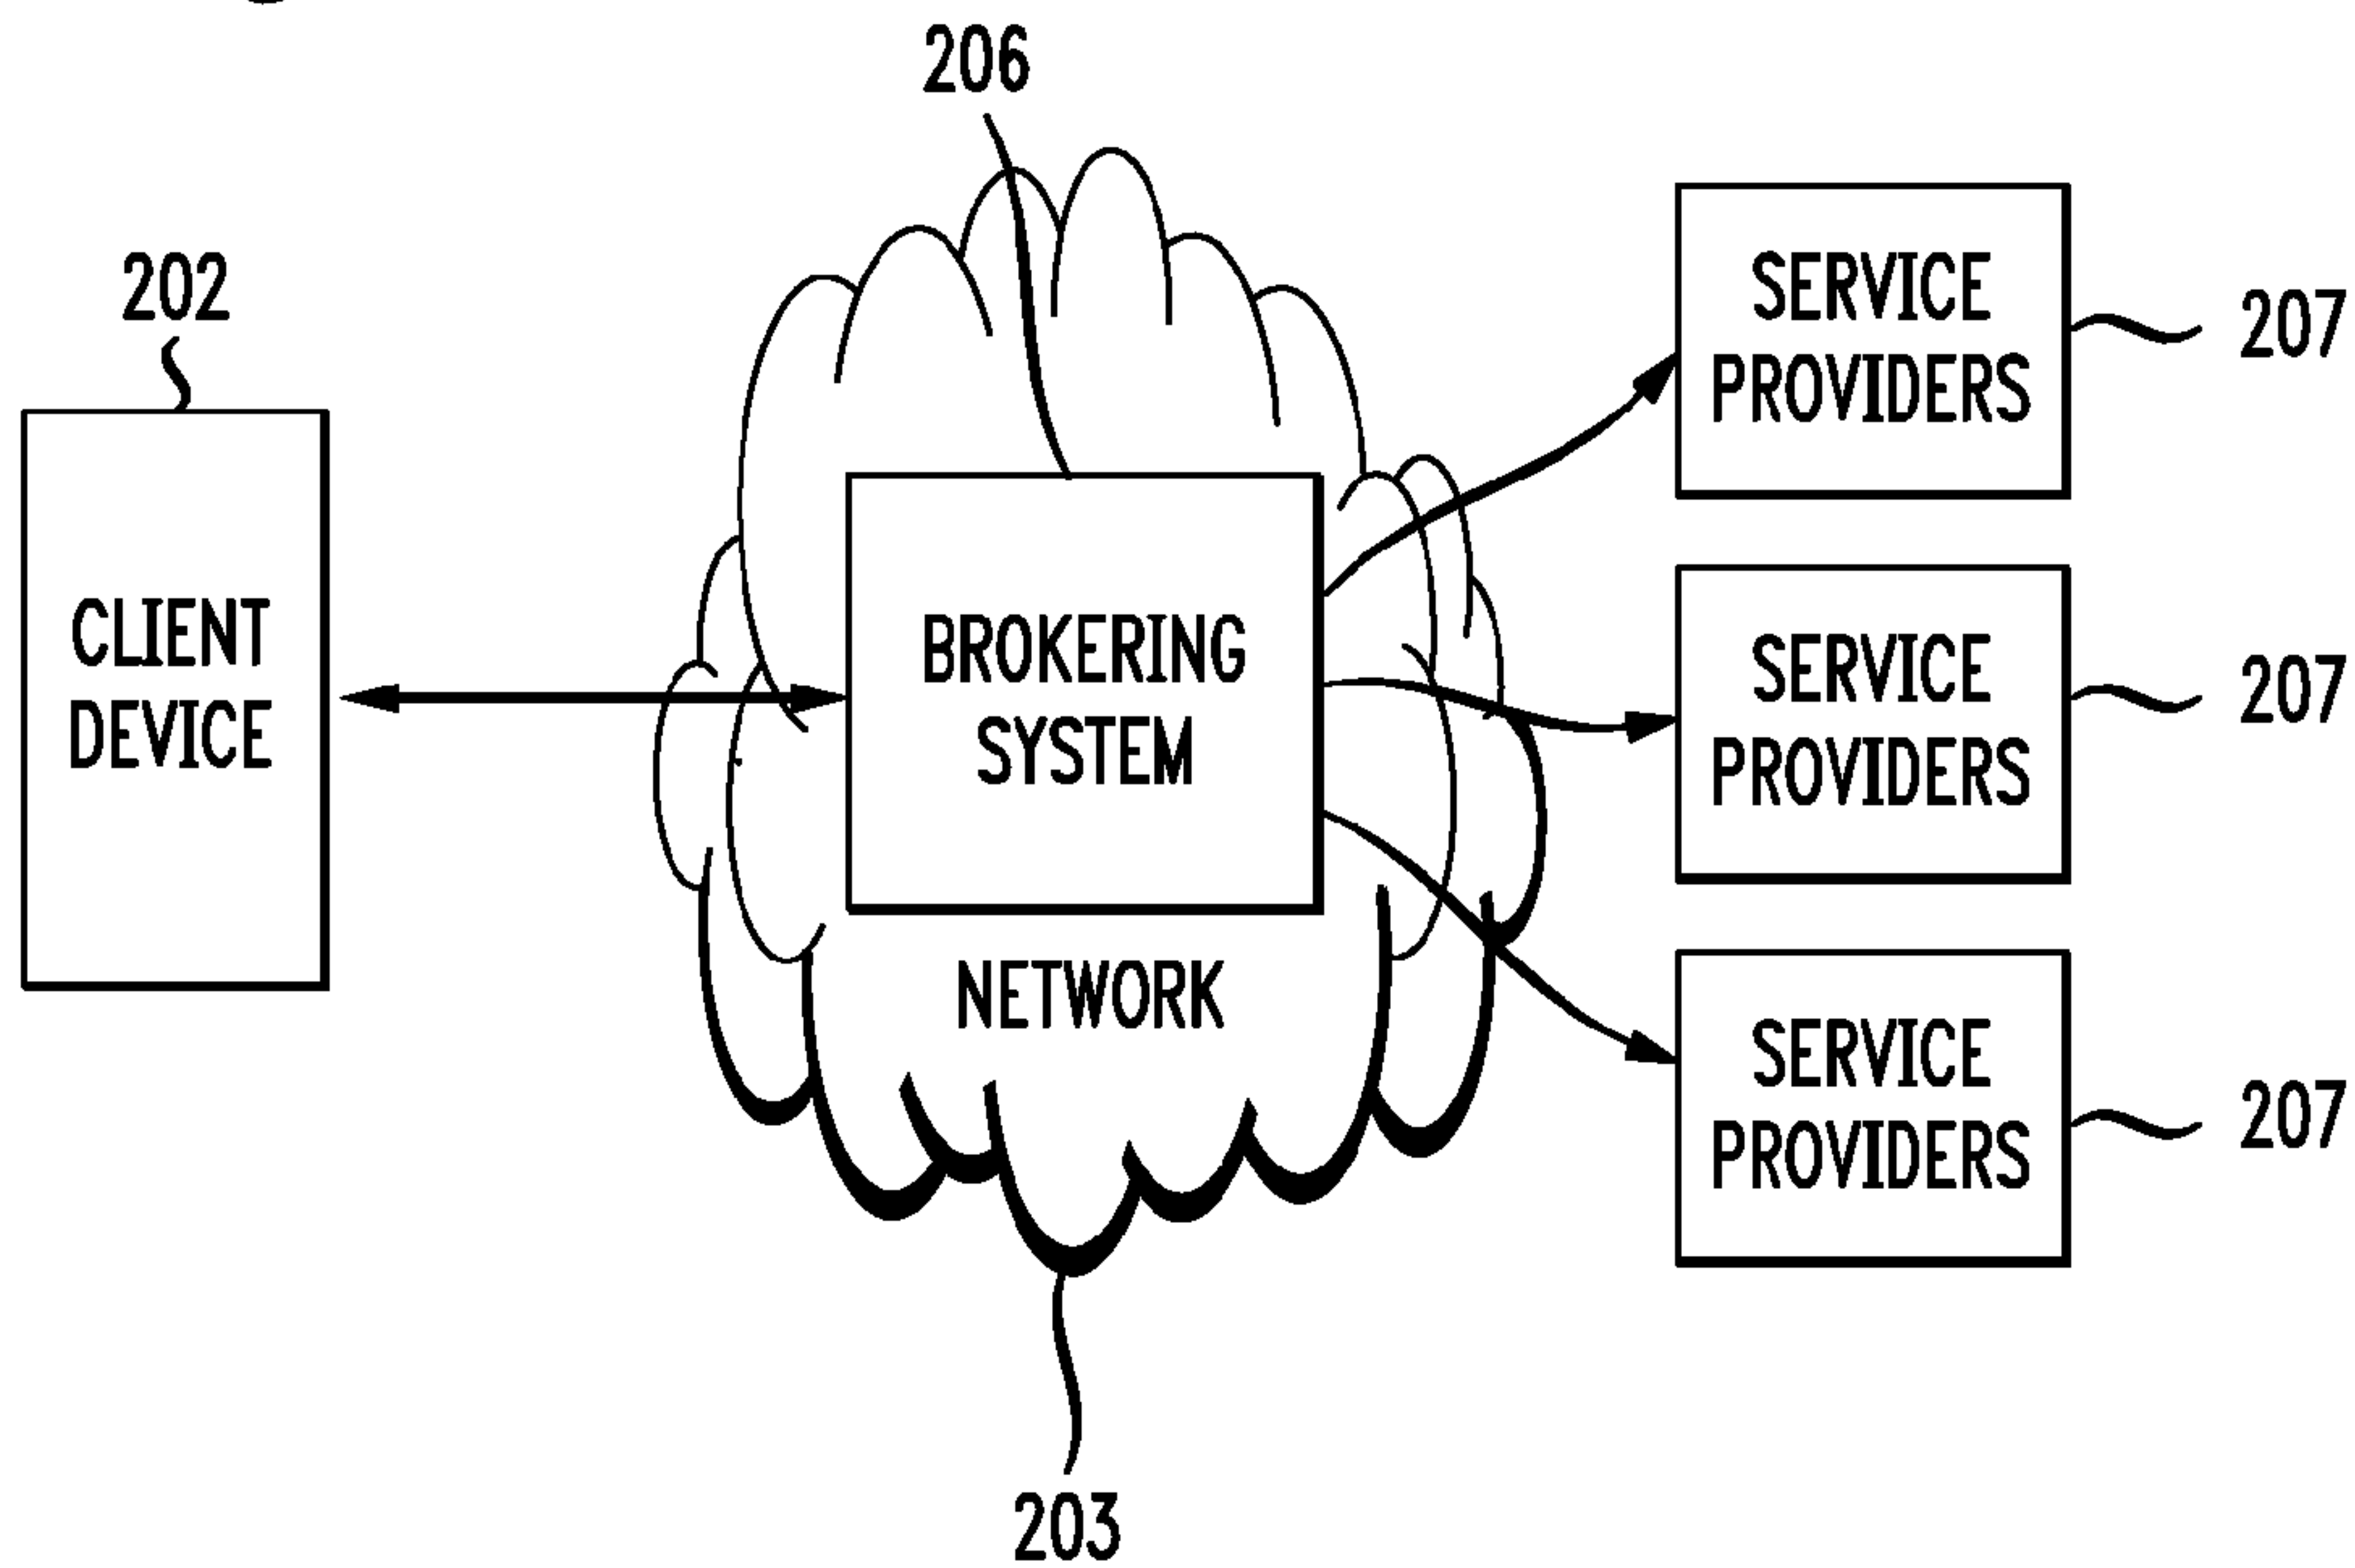 206
202
CLIENT
DEVICE
BROKERING
SYSTEM
NETWORK
203
SERVICE
PROVIDERS
207
SERVICE
PROVIDERS
207
SERVICE
PROVIDERS
207